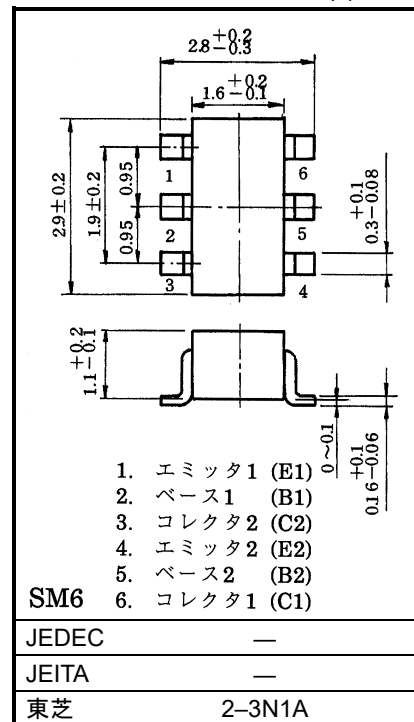 +0.2
2.8−0.3
+0.2
1.6−0.1
2.9±0.2
1.9±0.2
0.95
0.95
1
2
3
6
5
4
+0.1
0.3−0.08
+0.2
1.1−0.1
0~0.1
+0.1
0.16−0.06
1. エミッタ1 (E1)
2. ベース1 (B1)
3. コレクタ2 (C2)
4. エミッタ2 (E2)
5. ベース2 (B2)
SM6 6. コレクタ1 (C1)
JEDEC —
JEITA —
東芝 2–3N1A